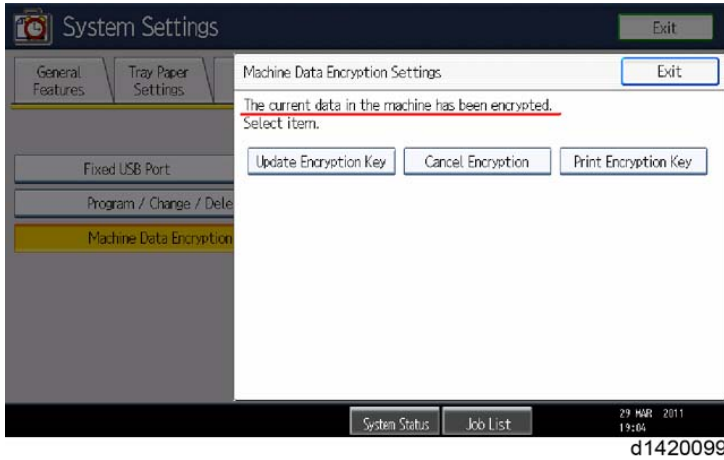 System Settings
Exit
General
Features
Tray Paper
Settings
Machine Data Encryption Settings
Exit
The current data in the machine has been encrypted.
Select item.
Update Encryption Key
Cancel Encryption
Print Encryption Key
Fixed USB Port
Program / Change / Dele
Machine Data Encryption
System Status
Job List
29 MAR 2011
19:04
d1420099